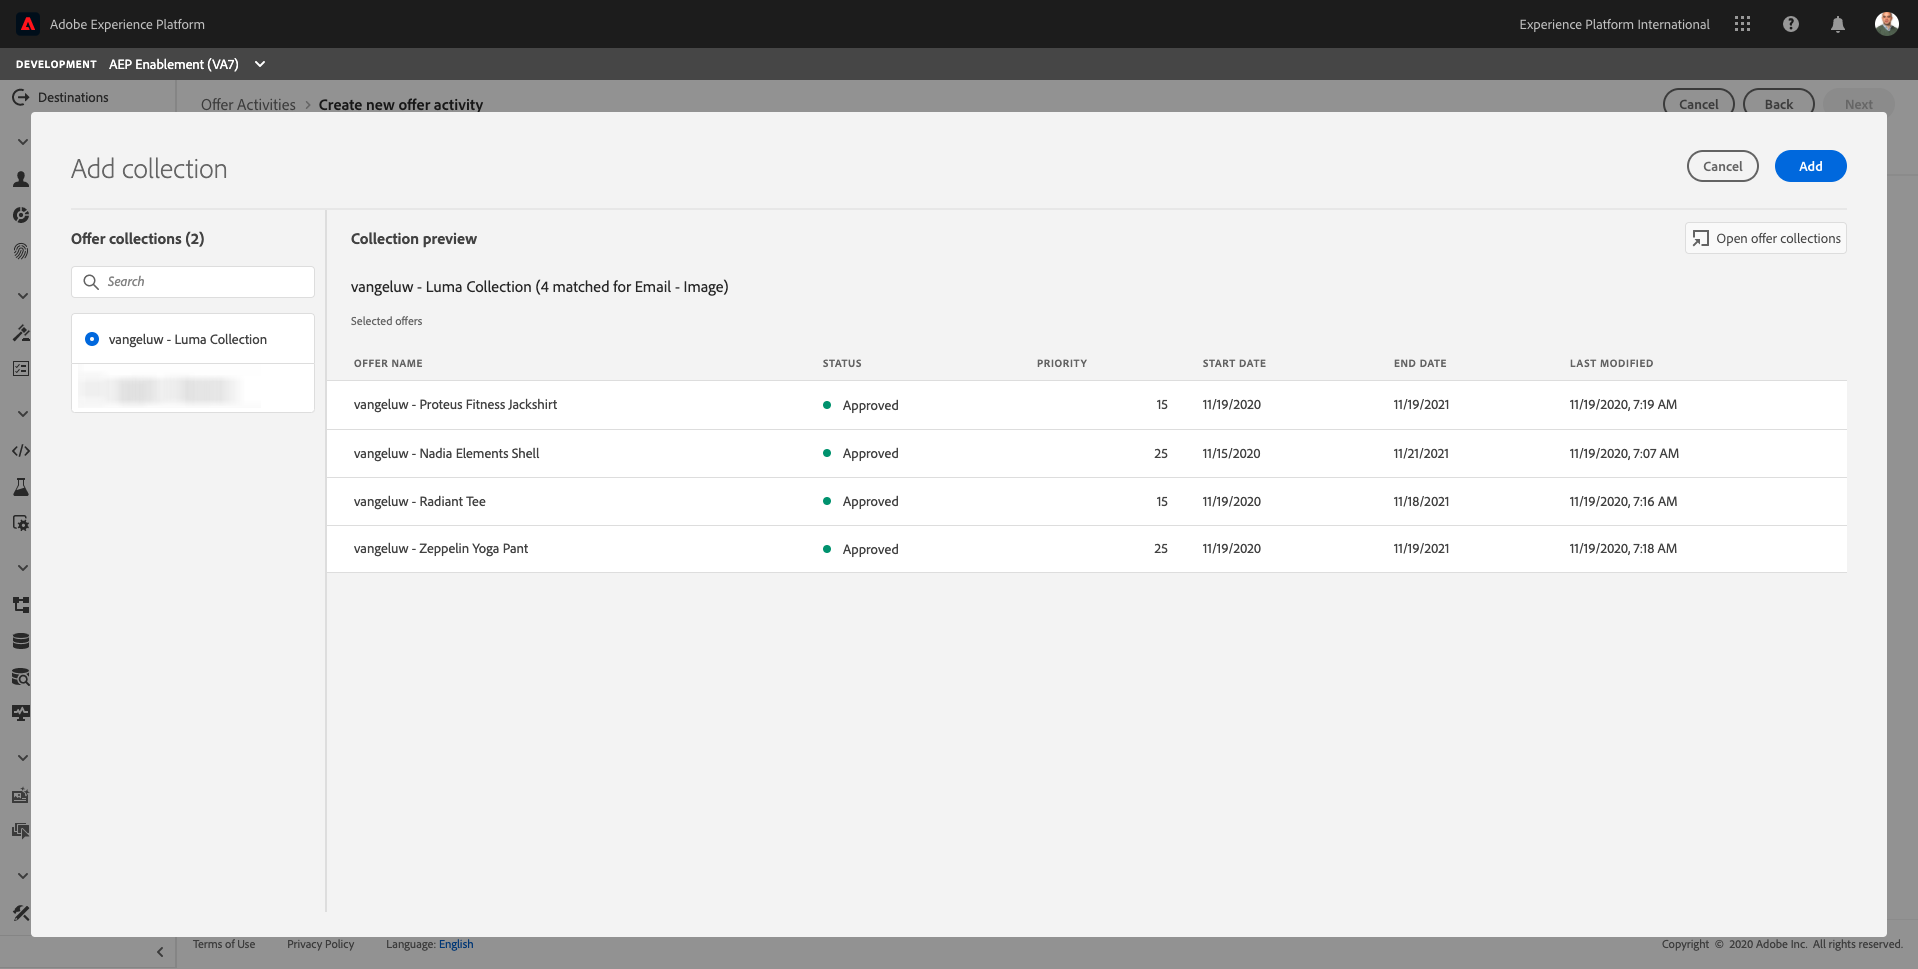 Adobe Experience Platform
Experience Platform International
DEVELOPMENT AEP Enablement (VA7)
Destinations
Offer Activities > Create new offer activity
Cancel Back Next
Add collection
Cancel Add
Offer collections (2)
Search
vangeluw - Luma Collection
Collection preview
Open offer collections
vangeluw - Luma Collection (4 matched for Email - Image)
Selected offers
OFFER NAME STATUS PRIORITY START DATE END DATE LAST MODIFIED
vangeluw - Proteus Fitness Jackshirt Approved 15 11/19/2020 11/19/2021 11/19/2020, 7:19 AM
vangeluw - Nadia Elements Shell Approved 25 11/15/2020 11/21/2021 11/19/2020, 7:07 AM
vangeluw - Radiant Tee Approved 15 11/19/2020 11/18/2021 11/19/2020, 7:16 AM
vangeluw - Zeppelin Yoga Pant Approved 25 11/19/2020 11/19/2021 11/19/2020, 7:18 AM
Terms of Use Privacy Policy Language: English
Copyright © 2020 Adobe Inc. All rights reserved.